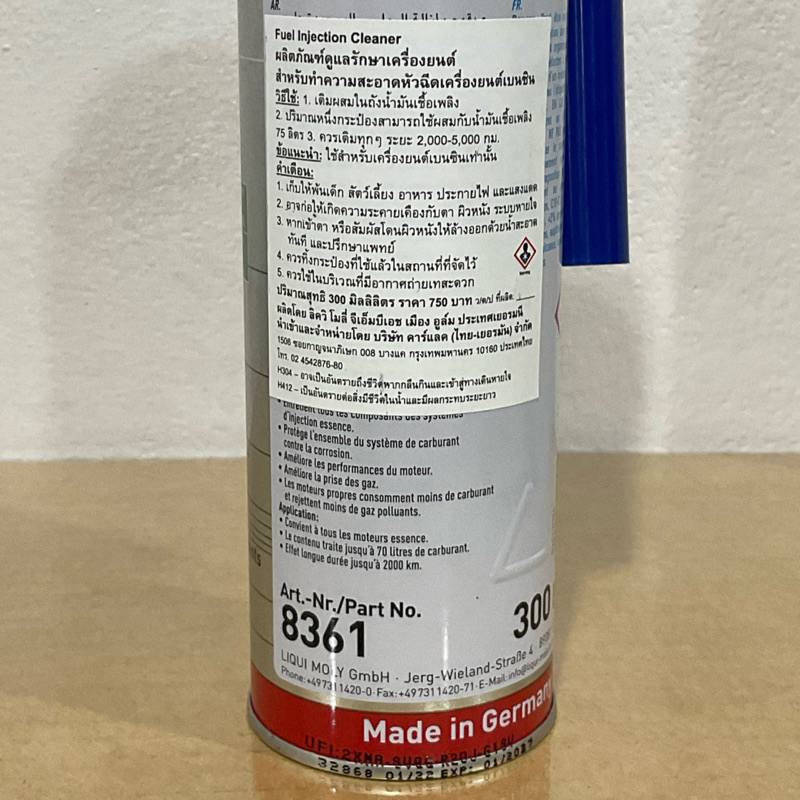 AR.
FR.
Fuel Injection Cleaner
ผลิตภัณฑ์ดูแลรักษาเครื่องยนต์
สำหรับทำความสะอาดหัวฉีดเครื่องยนต์เบนซิน
วิธีใช้: 1. เติมผสมในถังน้ำมันเชื้อเพลิง
2. ปริมาณหนึ่งกระป๋องสามารถใช้ผสมกับน้ำมันเชื้อเพลิง
75 ลิตร 3. ควรเติมทุกๆ ระยะ 2,000-5,000 กม.
ข้อแนะนำ: ใช้สำหรับเครื่องยนต์เบนซินเท่านั้น
คำเตือน:
1. เก็บให้พ้นเด็ก สัตว์เลี้ยง อาหาร ประกายไฟ และแสงแดด
2. อาจก่อให้เกิดความระคายเคืองกับตา ผิวหนัง ระบบหายใจ
3. หากเข้าตา หรือสัมผัสโดนผิวหนังให้ล้างออกด้วยน้ำสะอาด
ทันที และปรึกษาแพทย์
4. ควรทิ้งกระป๋องที่ใช้แล้วในสถานที่ที่จัดไว้
5. ควรใช้ในบริเวณที่มีอากาศถ่ายเทสะดวก
ปริมาณสุทธิ 300 มิลลิลิตร ราคา 750 บาท ว/ด/ป ที่ผลิต:
ผลิตโดย ลิควิ โมลี่ จีเอ็มบีเอช เมือง อูล์ม ประเทศเยอรมนี
นำเข้าและจำหน่ายโดย บริษัท คาร์แลค (ไทย-เยอรมัน) จำกัด
1506 ซอยกาญจนาภิเษก 008 บางแค กรุงเทพมหานคร 10160 ประเทศไทย
โทร. 02 4542876-80
H304 – อาจเป็นอันตรายถึงชีวิตหากกลืนกินและเข้าสู่ทางเดินหายใจ
H412 – เป็นอันตรายต่อสิ่งมีชีวิตในน้ำและมีผลกระทบระยะยาว
• Entretient tous les composants des systèmes
d'injection essence.
• Protège l'ensemble du système de carburant
contre la corrosion.
• Améliore les performances du moteur.
• Améliore la prise des gaz.
• Les moteurs propres consomment moins de carburant
et rejettent moins de gaz polluants.
Application:
• Convient à tous les moteurs essence.
• Le contenu traite jusqu'à 70 litres de carburant.
• Effet longue durée jusqu'à 2000 km.
Art.-Nr./Part No.
8361
300
LIQUI MOLY GmbH · Jerg-Wieland-Straße 4
Phone:+497311420-0·Fax:+497311420-71·E-Mail:
Made in German
32868 01/22 EXP: 01/2027